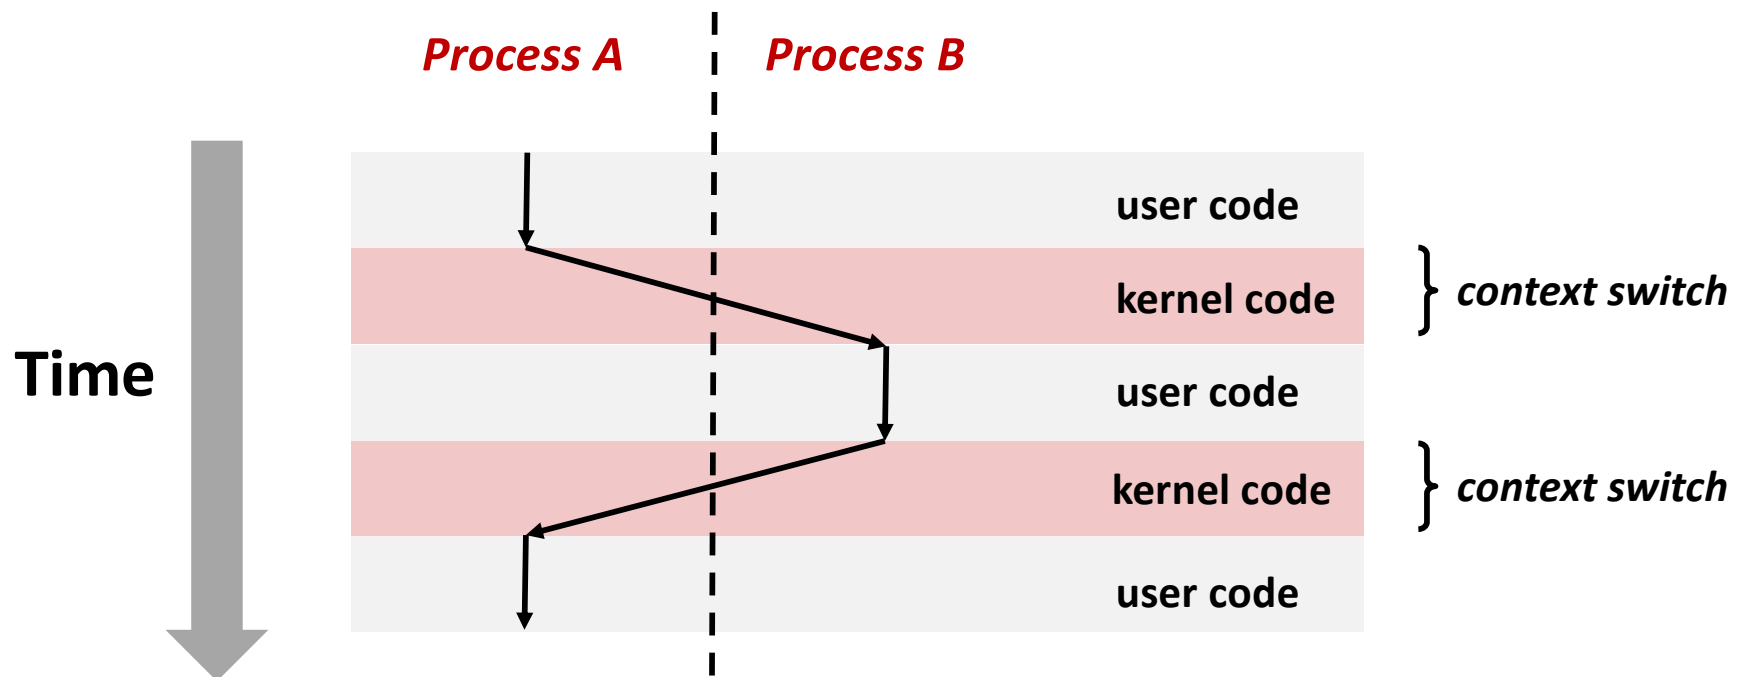 Process A
Process B
user code
kernel code
context switch
Time
user code
kernel code
context switch
user code